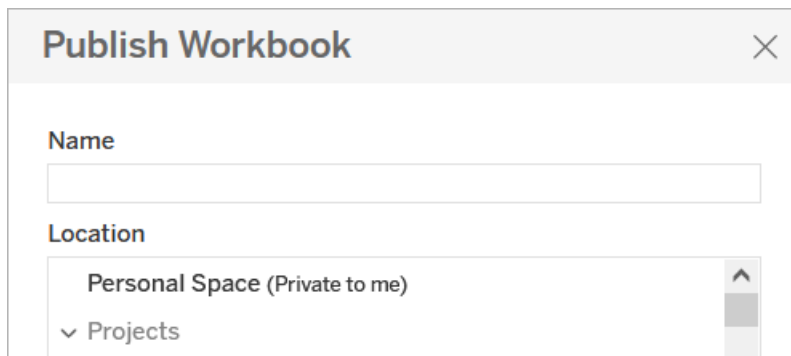 Publish Workbook
Name
Location
Personal Space (Private to me)
Projects